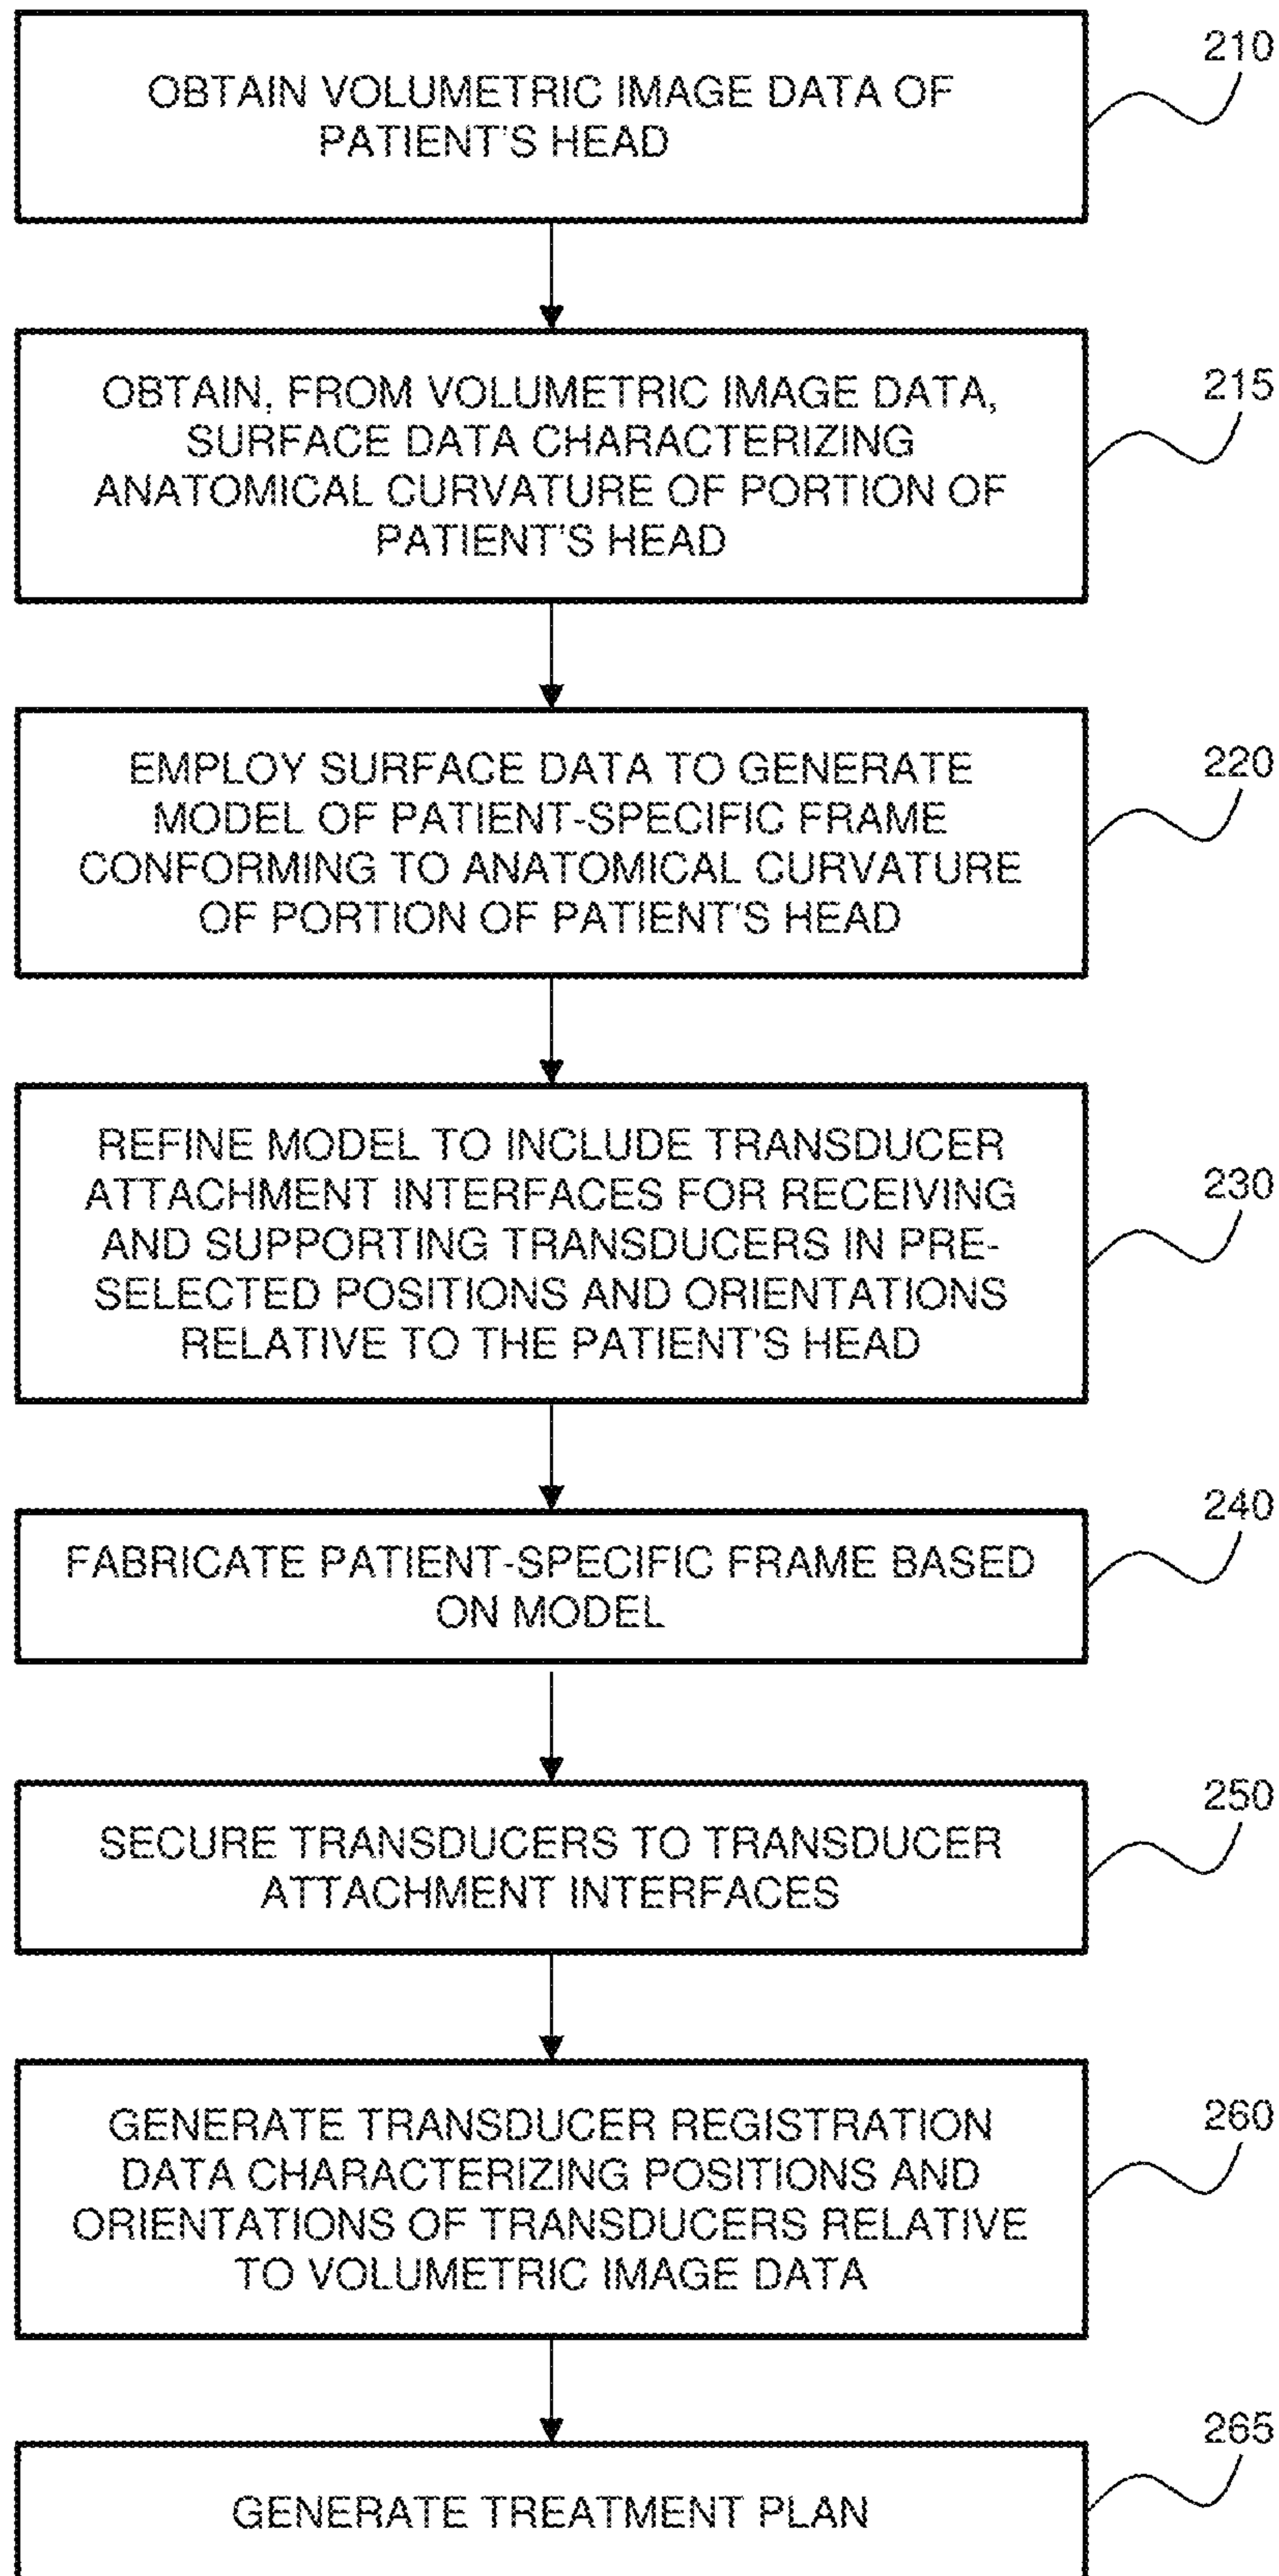 210
OBTAIN VOLUMETRIC IMAGE DATA OF
PATIENT'S HEAD
215
OBTAIN, FROM VOLUMETRIC IMAGE DATA,
SURFACE DATA CHARACTERIZING
ANATOMICAL CURVATURE OF PORTION OF
PATIENT'S HEAD
220
EMPLOY SURFACE DATA TO GENERATE
MODEL OF PATIENT-SPECIFIC FRAME
CONFORMING TO ANATOMICAL CURVATURE
OF PORTION OF PATIENT'S HEAD
230
REFINE MODEL TO INCLUDE TRANSDUCER
ATTACHMENT INTERFACES FOR RECEIVING
AND SUPPORTING TRANSDUCERS IN PRE-
SELECTED POSITIONS AND ORIENTATIONS
RELATIVE TO THE PATIENT'S HEAD
240
FABRICATE PATIENT-SPECIFIC FRAME BASED
ON MODEL
250
SECURE TRANSDUCERS TO TRANSDUCER
ATTACHMENT INTERFACES
260
GENERATE TRANSDUCER REGISTRATION
DATA CHARACTERIZING POSITIONS AND
ORIENTATIONS OF TRANSDUCERS RELATIVE
TO VOLUMETRIC IMAGE DATA
265
GENERATE TREATMENT PLAN